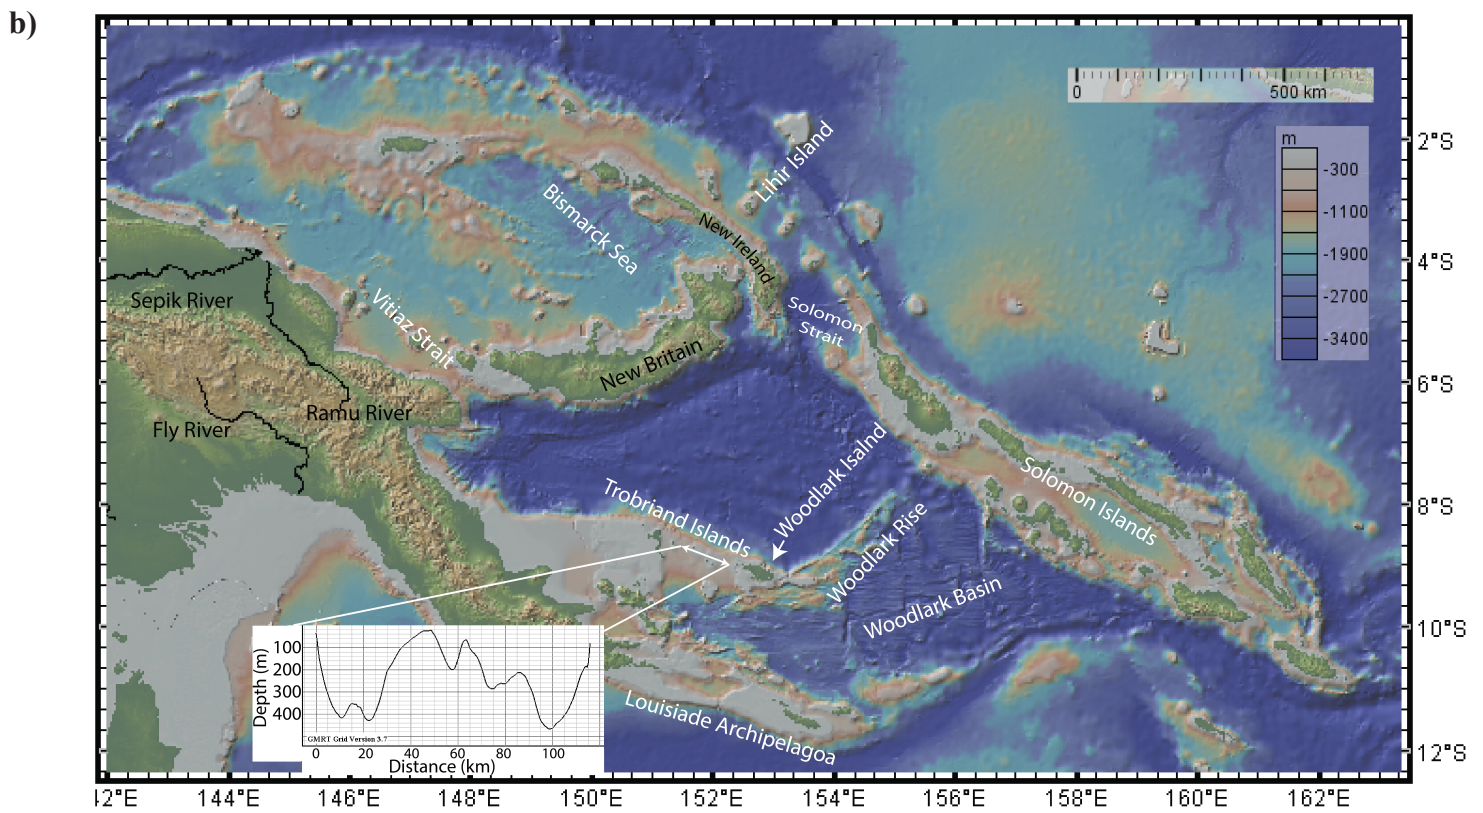 b)
0
500 km
m
-300
-1100
-1900
-2700
-3400
2°S
4°S
6°S
8°S
10°S
12°S
Lihir Island
Bismarck Sea
New Ireland
Sepik River
Vitiaz Strait
Solomon
Strait
New Britain
Ramu River
Fly River
Woodlark Isalnd
Trobriand Islands
Solomon Islands
Woodlark Rise
Woodlark Basin
Louisiade Archipelagoa
Depth (m)
100
200
300
400
GMRT Grid Version 3.7
0 20 40 60 80 100
Distance (km)
12°E 144°E 146°E 148°E 150°E 152°E 154°E 156°E 158°E 160°E 162°E